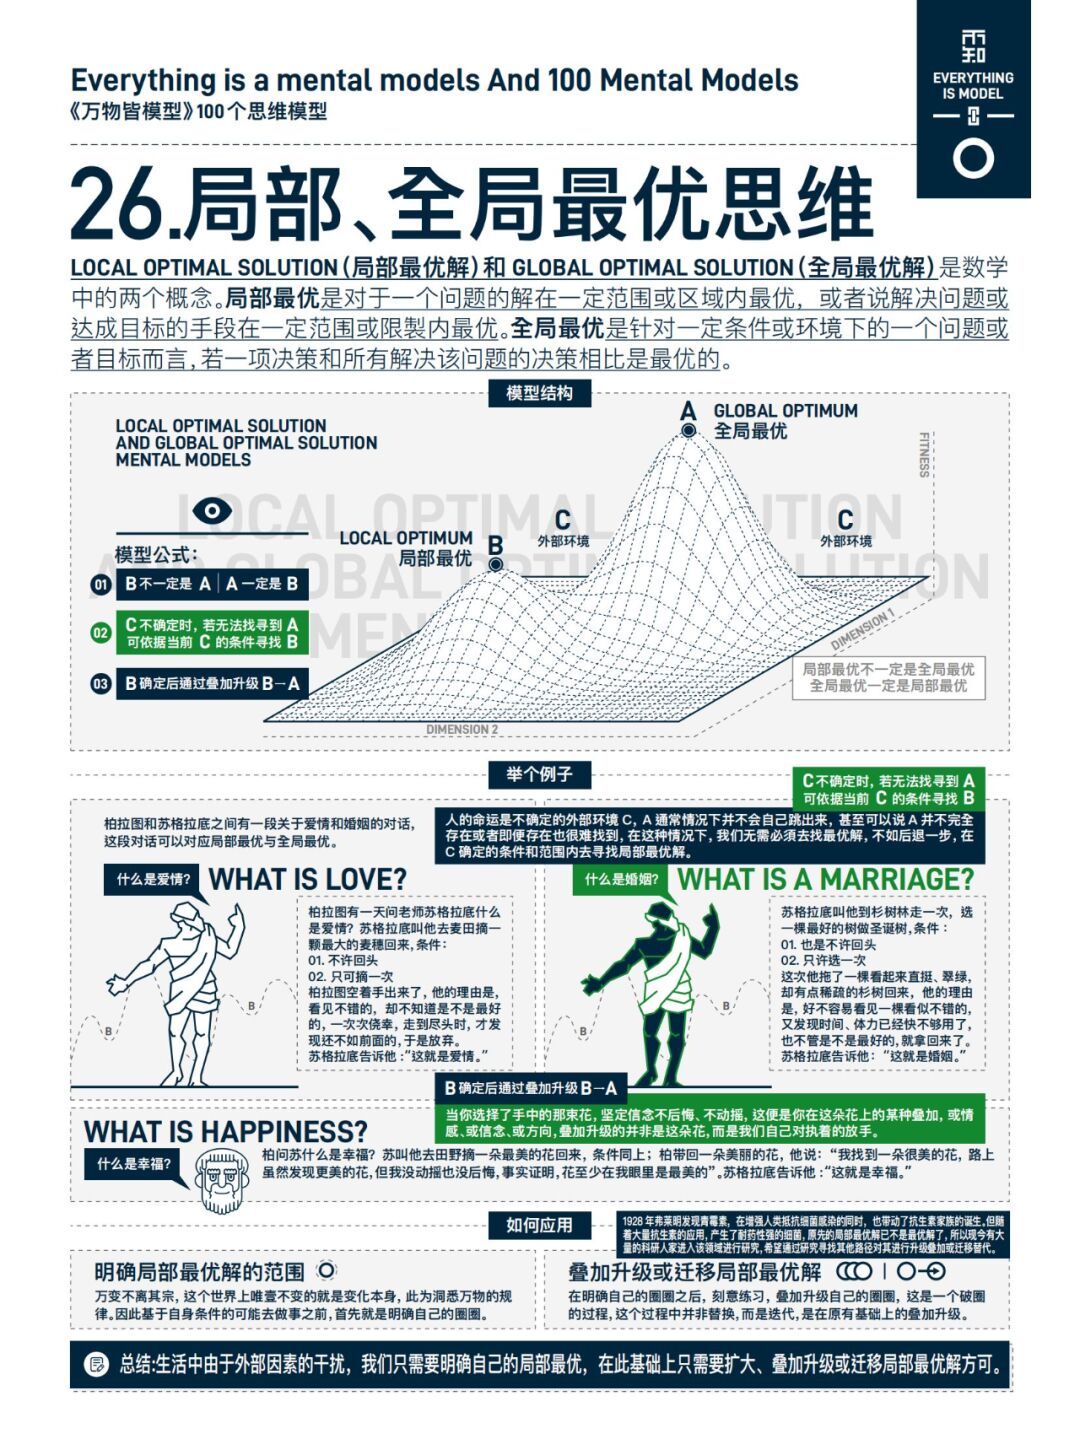 Everything is a mental models And 100 Mental Models
《万物皆模型》100个思维模型
EVERYTHING
IS MODEL
26.局部、全局最优思维
LOCAL OPTIMAL SOLUTION(局部最优解)和 GLOBAL OPTIMAL SOLUTION(全局最优解)是数学
中的两个概念。局部最优是对于一个问题的解在一定范围或区域内最优，或者说解决问题或
达成目标的手段在一定范围或限製内最优。全局最优是针对一定条件或环境下的一个问题或
者目标而言,若一项决策和所有解决该问题的决策相比是最优的。
模型结构
LOCAL OPTIMAL SOLUTION
AND GLOBAL OPTIMAL SOLUTION
MENTAL MODELS
模型公式：
01 B不一定是 A | A 一定是 B
02 C不确定时，若无法找寻到 A
可依据当前 C 的条件寻找 B
03 B确定后通过叠加升级B—A
A GLOBAL OPTIMUM
全局最优
LOCAL OPTIMUM B
局部最优
C
外部环境
C
外部环境
FITNESS
DIMENSION 1
DIMENSION 2
局部最优不一定是全局最优
全局最优一定是局部最优
举个例子
柏拉图和苏格拉底之间有一段关于爱情和婚姻的对话，
这段对话可以对应局部最优与全局最优。
C不确定时，若无法找寻到 A
可依据当前 C 的条件寻找 B
人的命运是不确定的外部环境 C，A 通常情况下并不会自己跳出来，甚至可以说 A 并不完全
存在或者即便存在也很难找到，在这种情况下，我们无需必须去找最优解，不如后退一步，在
C 确定的条件和范围内去寻找局部最优解。
什么是爱情?
WHAT IS LOVE?
柏拉图有一天问老师苏格拉底什么
是爱情？苏格拉底叫他去麦田摘一
颗最大的麦穗回来,条件：
01. 不许回头
02. 只可摘一次
柏拉图空着手出来了，他的理由是，
看见不错的，却不知道是不是最好
的，一次次侥幸，走到尽头时，才发
现还不如前面的,于是放弃。
苏格拉底告诉他：“这就是爱情。”
B
B
什么是婚姻?
WHAT IS A MARRIAGE?
苏格拉底叫他到杉树林走一次，选
一棵最好的树做圣诞树,条件：
01. 也是不许回头
02. 只许选一次
这次他拖了一棵看起来直挺、翠绿，
却有点稀疏的杉树回来，他的理由
是，好不容易看见一棵看似不错的，
又发现时间、体力已经快不够用了，
也不管是不是最好的,就拿回来了。
苏格拉底告诉他：“这就是婚姻。”
B
B
B确定后通过叠加升级B—A
当你选择了手中的那束花，坚定信念不后悔、不动摇，这便是你在这朵花上的某种叠加，或情
感、或信念、或方向,叠加升级的并非是这朵花,而是我们自己对执着的放手。
WHAT IS HAPPINESS?
什么是幸福?
柏问苏什么是幸福？苏叫他去田野摘一朵最美的花回来，条件同上；柏带回一朵美丽的花，他说：“我找到一朵很美的花，路上
虽然发现更美的花,但我没动摇也没后悔,事实证明,花至少在我眼里是最美的”。苏格拉底告诉他：“这就是幸福。”
如何应用
1928 年弗莱明发现青霉素，在增强人类抵抗细菌感染的同时，也带动了抗生素家族的诞生。但随
着大量抗生素的应用，产生了耐药性强的细菌，原先的局部最优解已不是最优解了，所以现今有大
量的科研人家进入该领域进行研究，希望通过研究寻找其他路径对其进行升级叠加或迁移替代。
明确局部最优解的范围
万变不离其宗，这个世界上唯壹不变的就是变化本身，此为洞悉万物的规
律。因此基于自身条件的可能去做事之前,首先就是明确自己的圈圈。
叠加升级或迁移局部最优解
在明确自己的圈圈之后，刻意练习，叠加升级自己的圈圈，这是一个破圈
的过程,这个过程中并非替换,而是迭代,是在原有基础上的叠加升级。
总结:生活中由于外部因素的干扰，我们只需要明确自己的局部最优，在此基础上只需要扩大、叠加升级或迁移局部最优解方可。